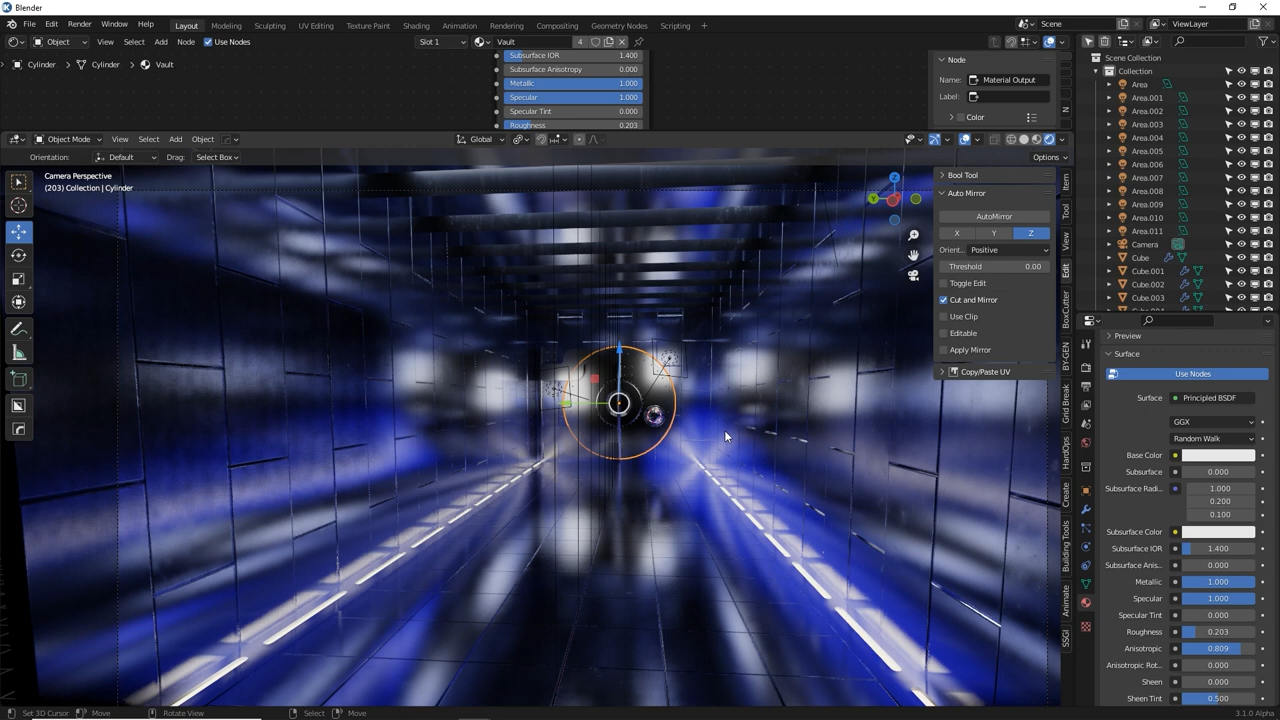 Blender
File Edit Render Window Help Layout Modeling Sculpting UV Editing Texture Paint Shading Animation Rendering Compositing Geometry Nodes Scripting + Scene ViewLayer
Object View Select Add Node Use Nodes Slot 1 Vault 4
Cylinder > Cylinder > Vault
Subsurface IOR 1.400
Subsurface Anisotropy 0.000
Metallic 1.000
Specular 1.000
Specular Tint 0.000
Roughness 0.203
Node
Name: Material Output
Label:
Color
N
Object Mode View Select Add Object Global
Orientation: Default Drag: Select Box Options
Camera Perspective
(203) Collection | Cylinder
Z
Y
Bool Tool
Auto Mirror
AutoMirror
X Y Z
Orient... Positive
Threshold 0.00
Toggle Edit
Cut and Mirror
Use Clip
Editable
Apply Mirror
Copy/Paste UV
Item
Tool
View
Edit
BoxCutter
BY-GEN
Grid Break
HardOps
Create
Building Tools
Animate
SSGI
Scene Collection
Collection
Area
Area.001
Area.002
Area.003
Area.004
Area.005
Area.006
Area.007
Area.008
Area.009
Area.010
Area.011
Camera
Cube
Cube.001
Cube.002
Cube.003
Preview
Surface
Use Nodes
Surface Principled BSDF
GGX
Random Walk
Base Color
Subsurface 0.000
Subsurface Radi... 1.000
0.200
0.100
Subsurface Color
Subsurface IOR 1.400
Subsurface Anis... 0.000
Metallic 1.000
Specular 1.000
Specular Tint 0.000
Roughness 0.203
Anisotropic 0.809
Anisotropic Rot... 0.000
Sheen 0.000
Sheen Tint 0.500
Set 3D Cursor Move Rotate View Select Move 3.1.0 Alpha